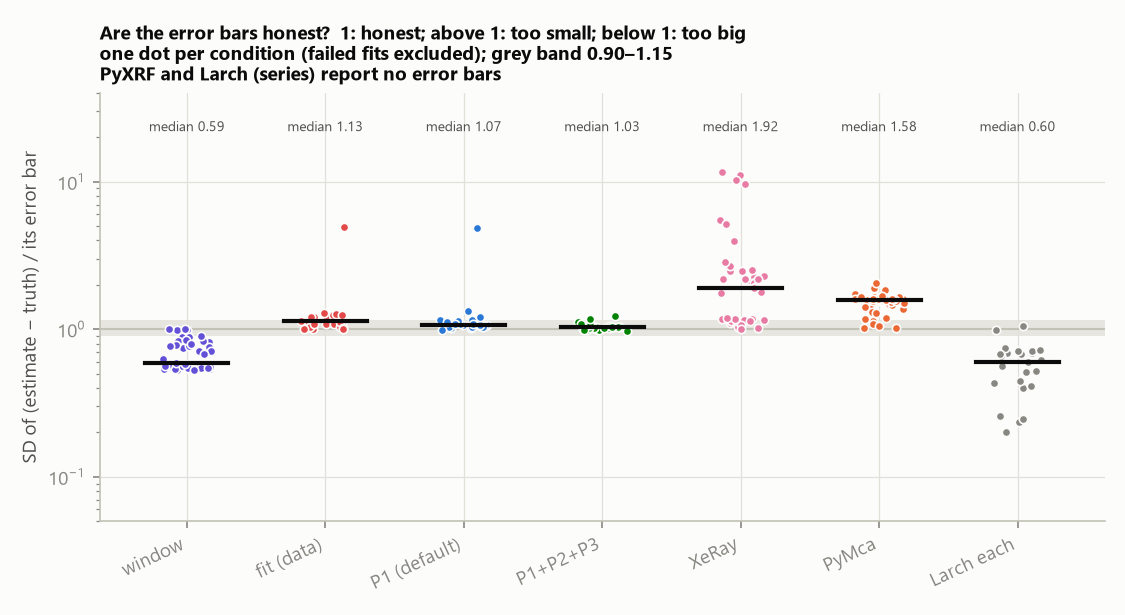 Are the error bars honest?  1: honest; above 1: too small; below 1: too big
one dot per condition (failed fits excluded); grey band 0.90–1.15
PyXRF and Larch (series) report no error bars
median 0.59
median 1.13
median 1.07
median 1.03
median 1.92
median 1.58
median 0.60
SD of (estimate − truth) / its error bar
10¹
10⁰
10⁻¹
window
fit (data)
P1 (default)
P1+P2+P3
XeRay
PyMca
Larch each